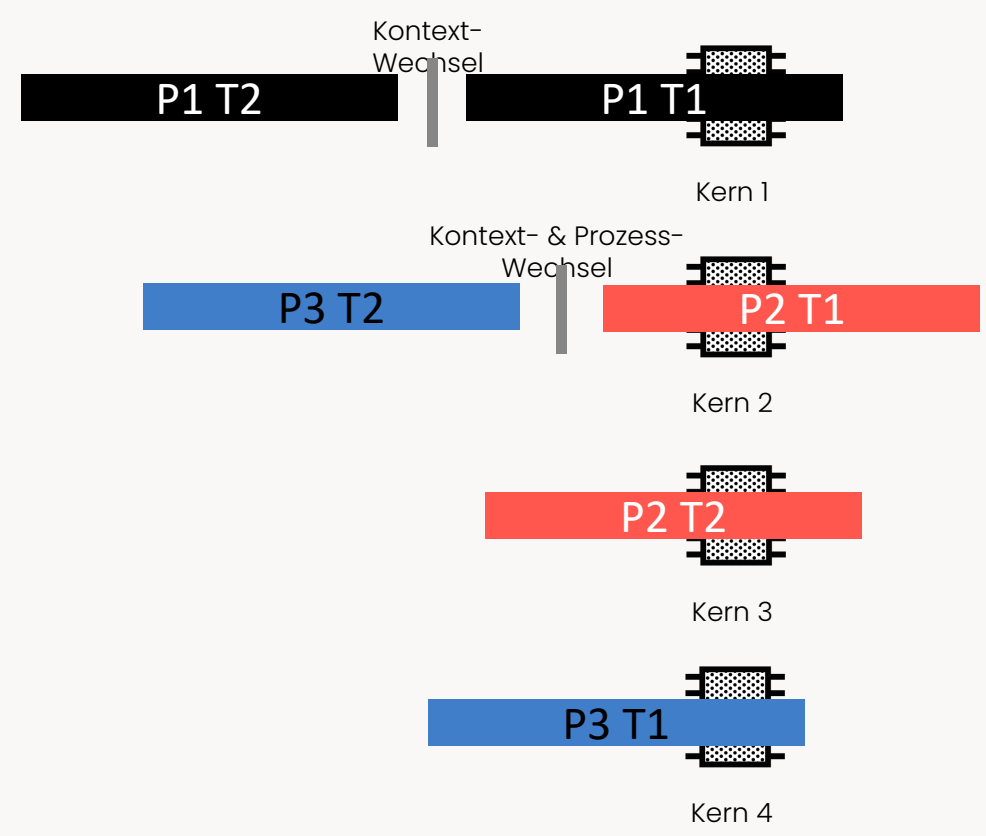 Kontext-
Wechsel
P1 T2
P1 T1
Kern 1
Kontext- & Prozess-
Wechsel
P3 T2
P2 T1
Kern 2
P2 T2
Kern 3
P3 T1
Kern 4